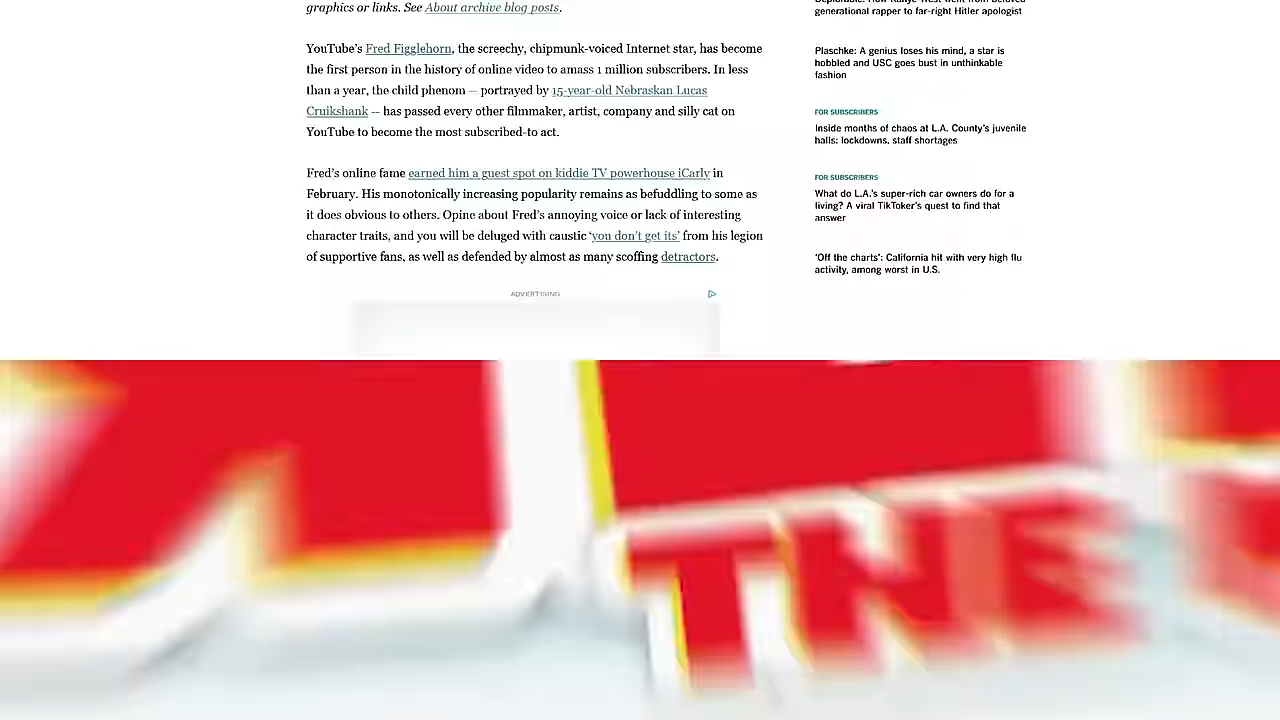 graphics or links. See About archive blog posts.
YouTube’s Fred Figglehorn, the screechy, chipmunk-voiced Internet star, has become
the first person in the history of online video to amass 1 million subscribers. In less
than a year, the child phenom -- portrayed by 15-year-old Nebraskan Lucas
Cruikshank -- has passed every other filmmaker, artist, company and silly cat on
YouTube to become the most subscribed-to act.
Fred’s online fame earned him a guest spot on kiddie TV powerhouse iCarly in
February. His monotonically increasing popularity remains as befuddling to some as
it does obvious to others. Opine about Fred’s annoying voice or lack of interesting
character traits, and you will be deluged with caustic ‘you don’t get its’ from his legion
of supportive fans, as well as defended by almost as many scoffing detractors.
ADVERTISING
generational rapper to far-right Hitler apologist
Plaschke: A genius loses his mind, a star is
hobbled and USC goes bust in unthinkable
fashion
FOR SUBSCRIBERS
Inside months of chaos at L.A. County’s juvenile
halls: lockdowns, staff shortages
FOR SUBSCRIBERS
What do L.A.’s super-rich car owners do for a
living? A viral TikToker’s quest to find that
answer
‘Off the charts’: California hit with very high flu
activity, among worst in U.S.
THE